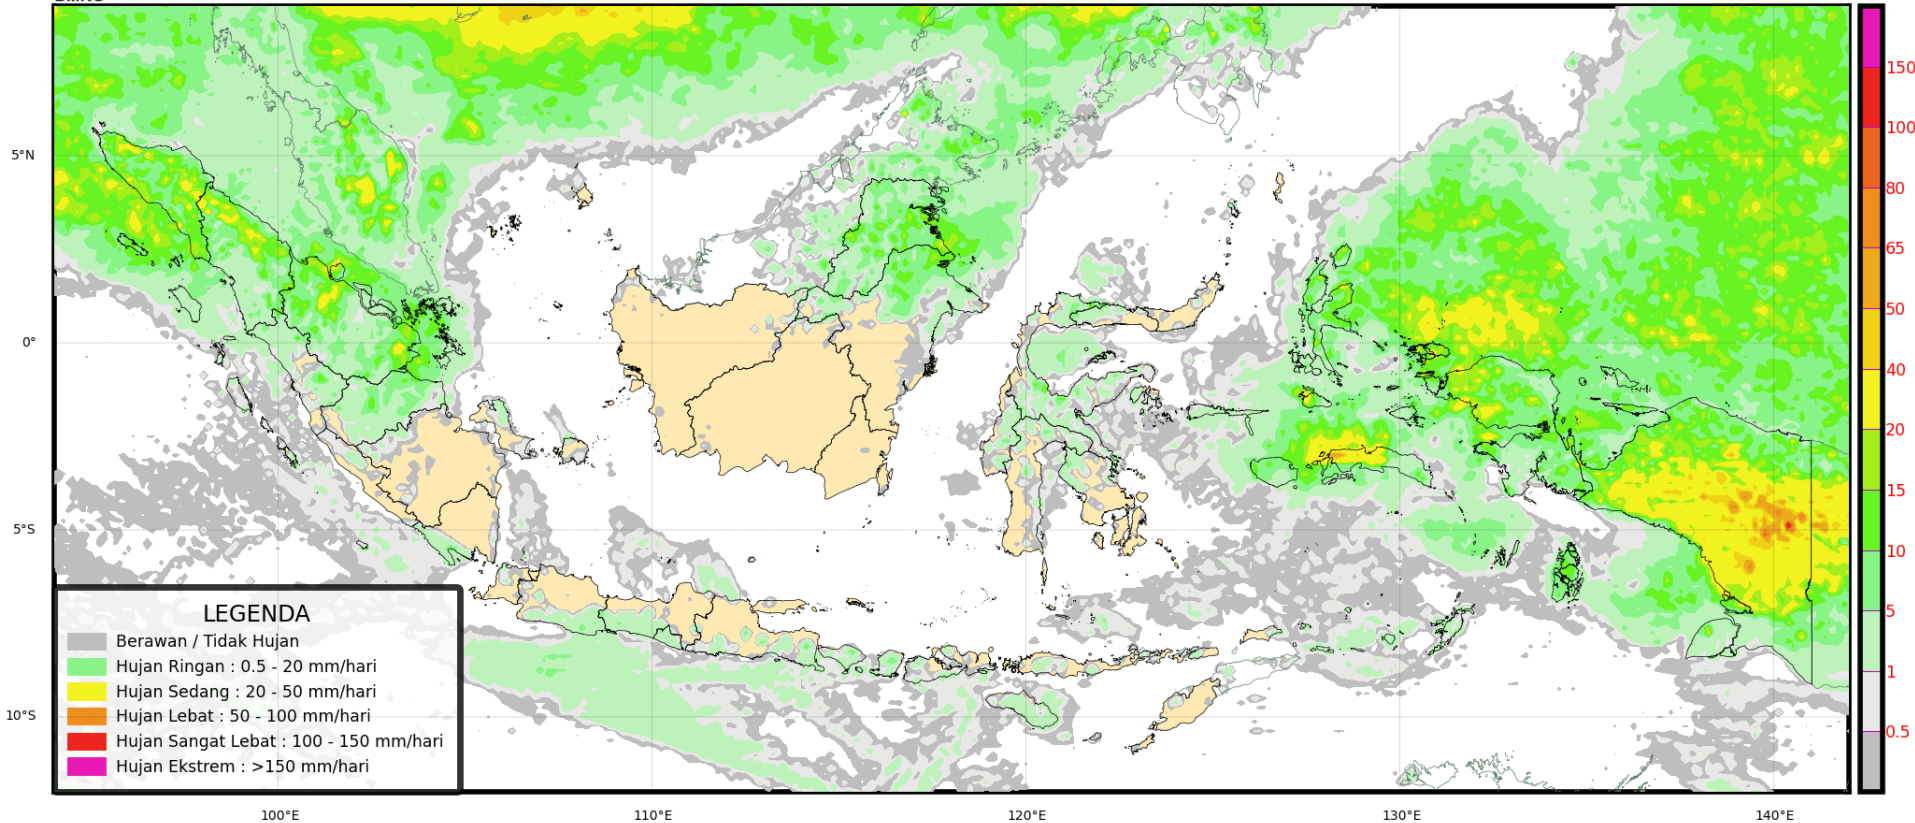 5°N
0°
5°S
10°S
100°E
110°E
120°E
130°E
140°E
LEGENDA
Berawan / Tidak Hujan
Hujan Ringan : 0.5 - 20 mm/hari
Hujan Sedang : 20 - 50 mm/hari
Hujan Lebat : 50 - 100 mm/hari
Hujan Sangat Lebat : 100 - 150 mm/hari
Hujan Ekstrem : >150 mm/hari
150
100
80
65
50
40
20
15
10
5
1
0.5